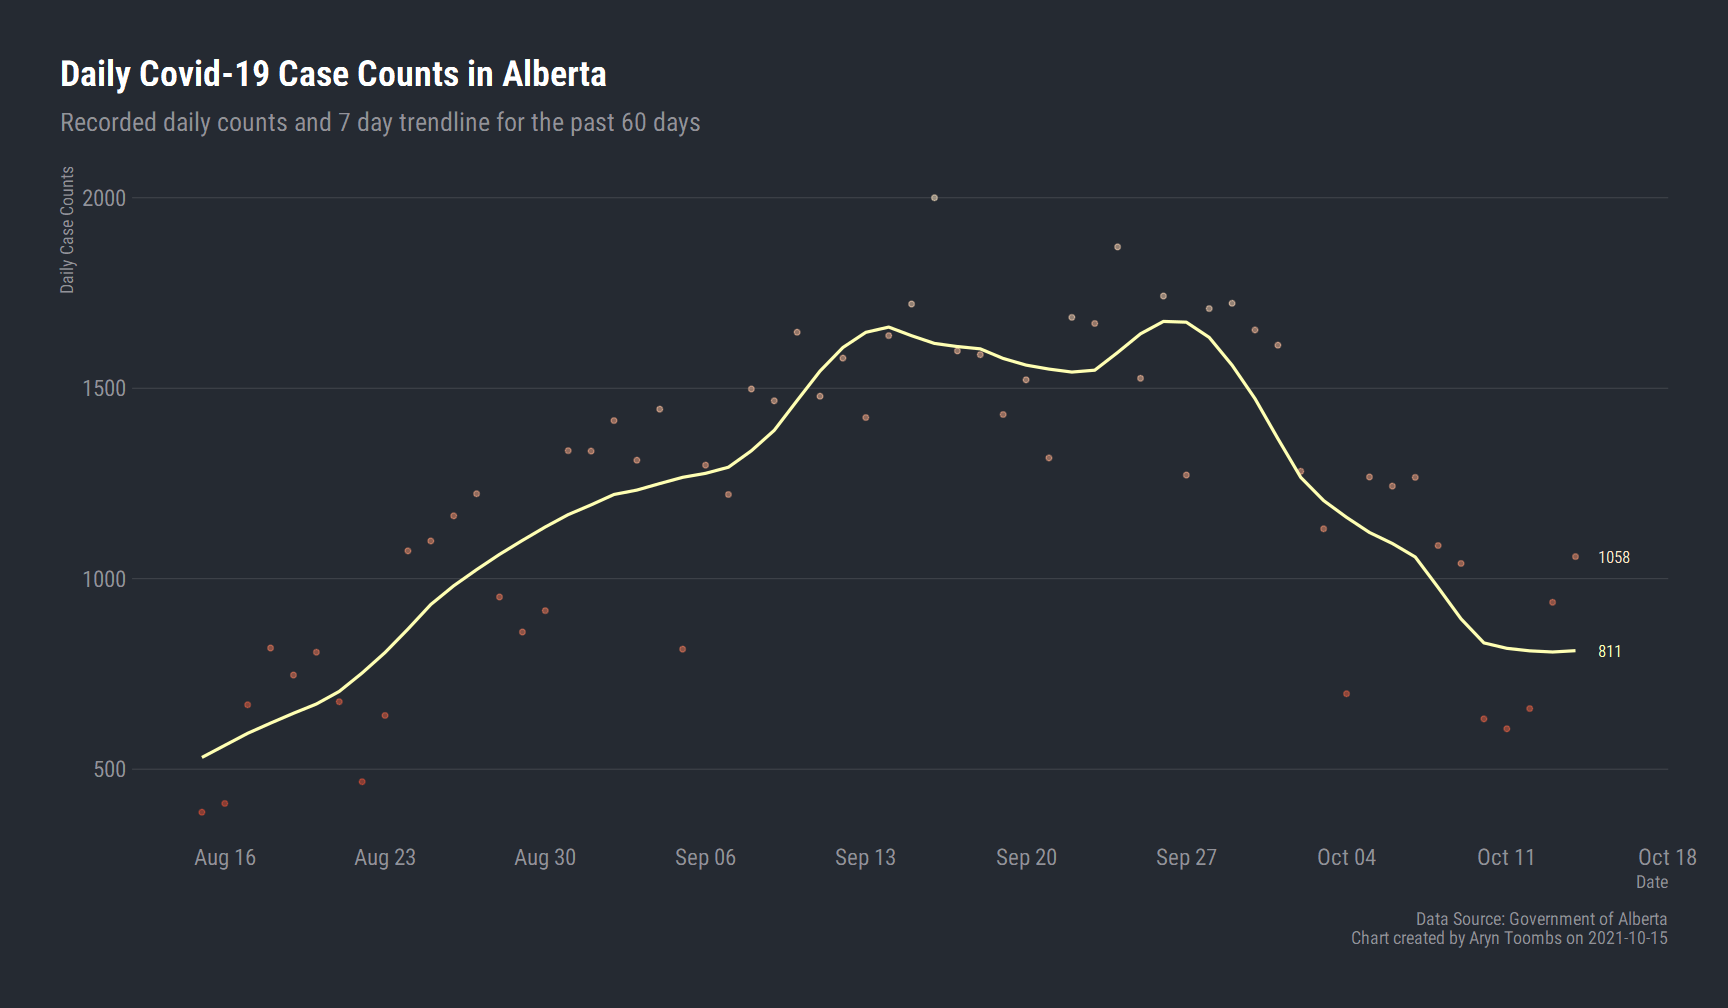 Daily Covid-19 Case Counts in Alberta
Recorded daily counts and 7 day trendline for the past 60 days
Daily Case Counts
2000
1500
1000
500
1058
811
Aug 16 Aug 23 Aug 30 Sep 06 Sep 13 Sep 20 Sep 27 Oct 04 Oct 11 Oct 18
Date
Data Source: Government of Alberta
Chart created by Aryn Toombs on 2021-10-15